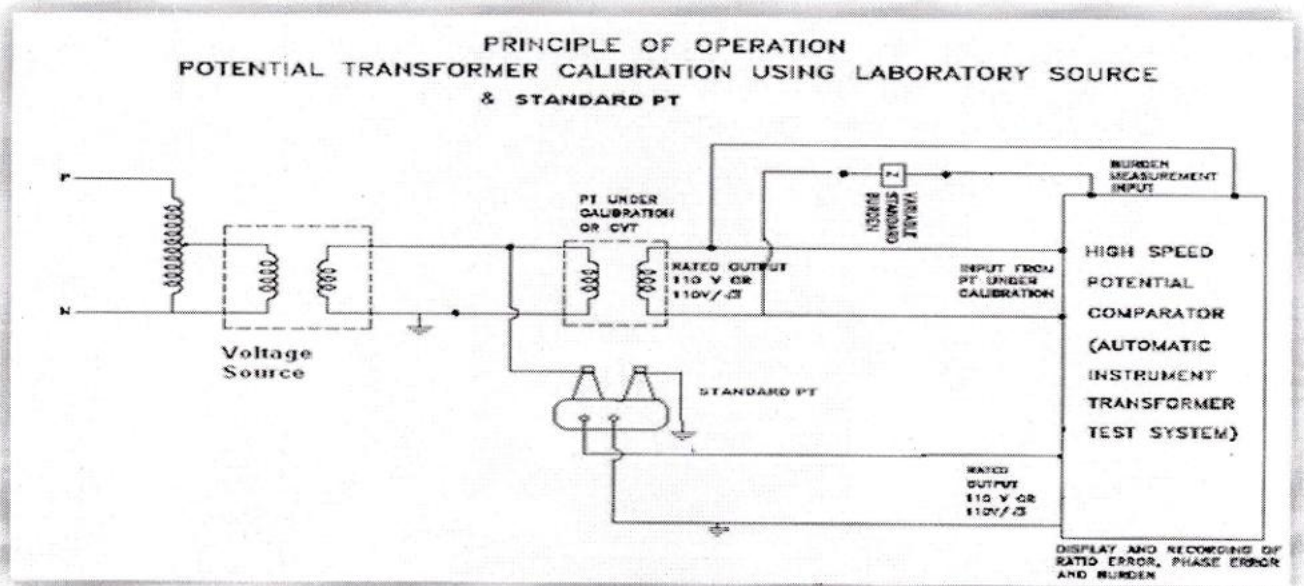 PRINCIPLE OF OPERATION
POTENTIAL TRANSFORMER CALIBRATION USING LABORATORY SOURCE
& STANDARD PT
P
N
Voltage
Source
PT UNDER
CALIBRATION
OR CVT
RATED OUTPUT
110 V OR
110V/√3
STANDARD PT
Z
VARIABLE
STANDARD
BURDEN
BURDEN
MEASUREMENT
INPUT
INPUT FROM
PT UNDER
CALIBRATION
HIGH SPEED
POTENTIAL
COMPARATOR
(AUTOMATIC
INSTRUMENT
TRANSFORMER
TEST SYSTEM)
RATED
OUTPUT
110 V OR
110V/√3
DISPLAY AND RECORDING OF
RATIO ERROR, PHASE ERROR
AND BURDEN